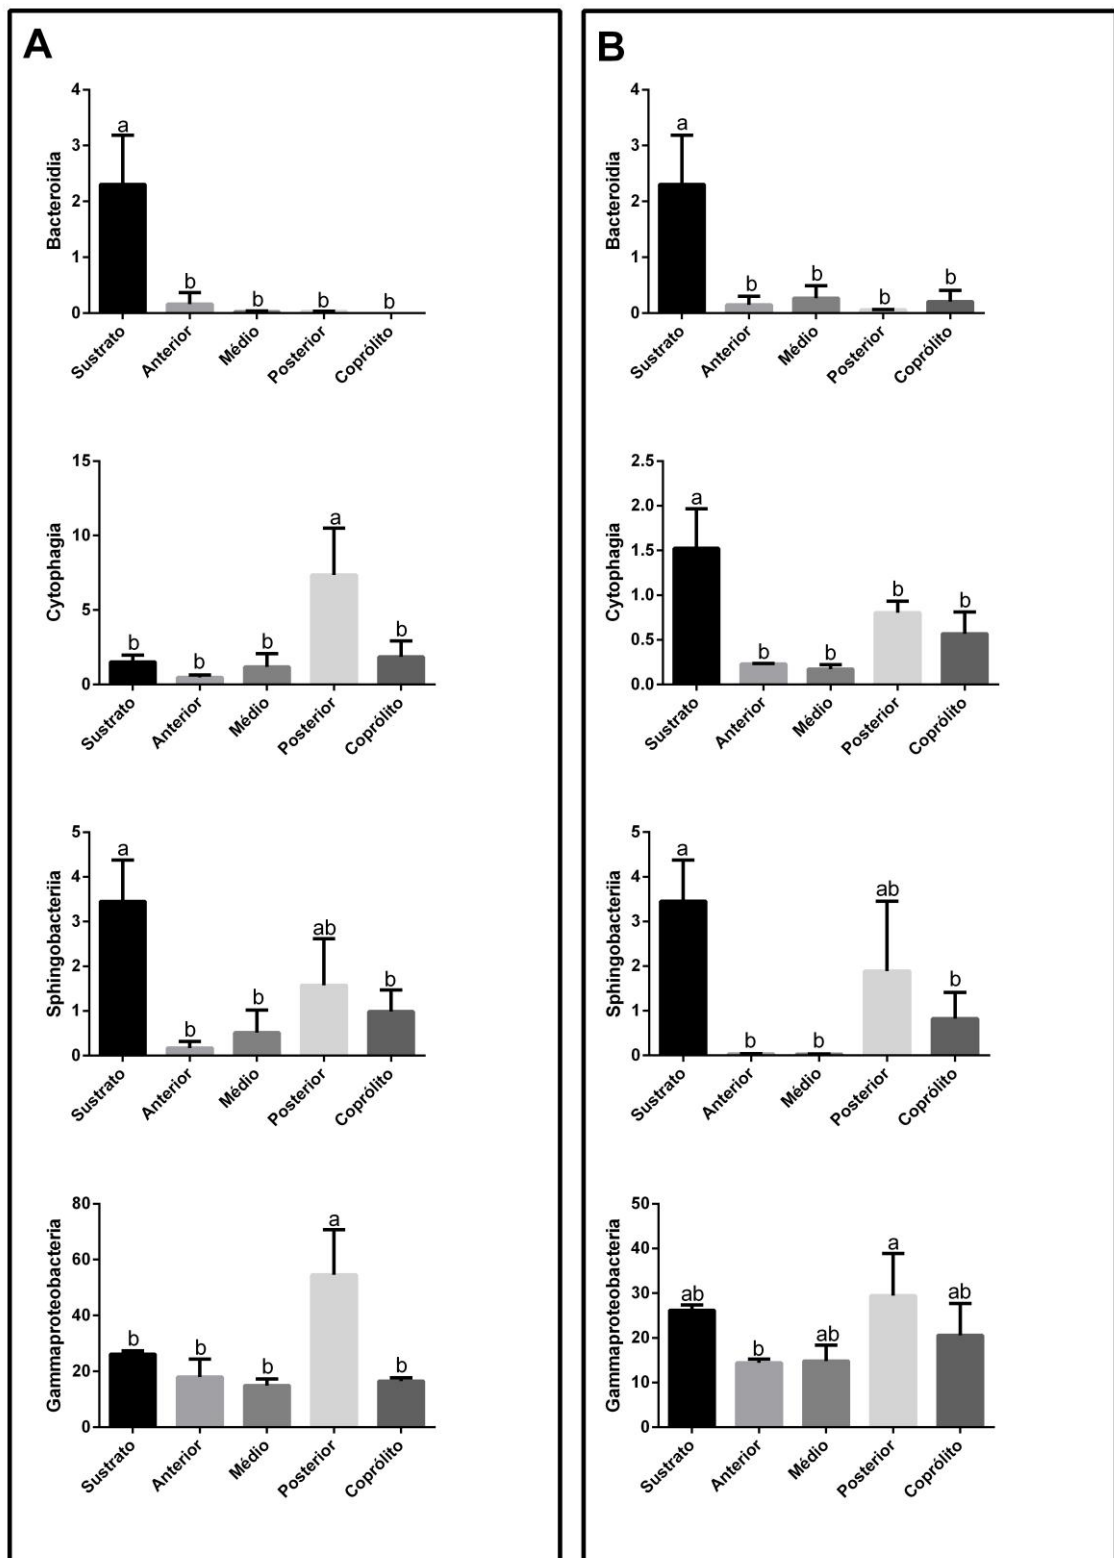 A
Bacteroidia
4
3
2
1
0
a
b
b
b
b
Sustrato
Anterior
Médio
Posterior
Coprólito
Cytophagia
15
10
5
0
b
b
b
a
b
Sustrato
Anterior
Médio
Posterior
Coprólito
Sphingobacteriia
5
4
3
2
1
0
a
b
b
ab
b
Sustrato
Anterior
Médio
Posterior
Coprólito
Gammaproteobacteria
80
60
40
20
0
b
b
b
a
b
Sustrato
Anterior
Médio
Posterior
Coprólito
B
Bacteroidia
4
3
2
1
0
a
b
b
b
b
Sustrato
Anterior
Médio
Posterior
Coprólito
Cytophagia
2.5
2.0
1.5
1.0
0.5
0.0
a
b
b
b
b
Sustrato
Anterior
Médio
Posterior
Coprólito
Sphingobacteriia
5
4
3
2
1
0
a
b
b
ab
b
Sustrato
Anterior
Médio
Posterior
Coprólito
Gammaproteobacteria
50
40
30
20
10
0
ab
b
ab
a
ab
Sustrato
Anterior
Médio
Posterior
Coprólito